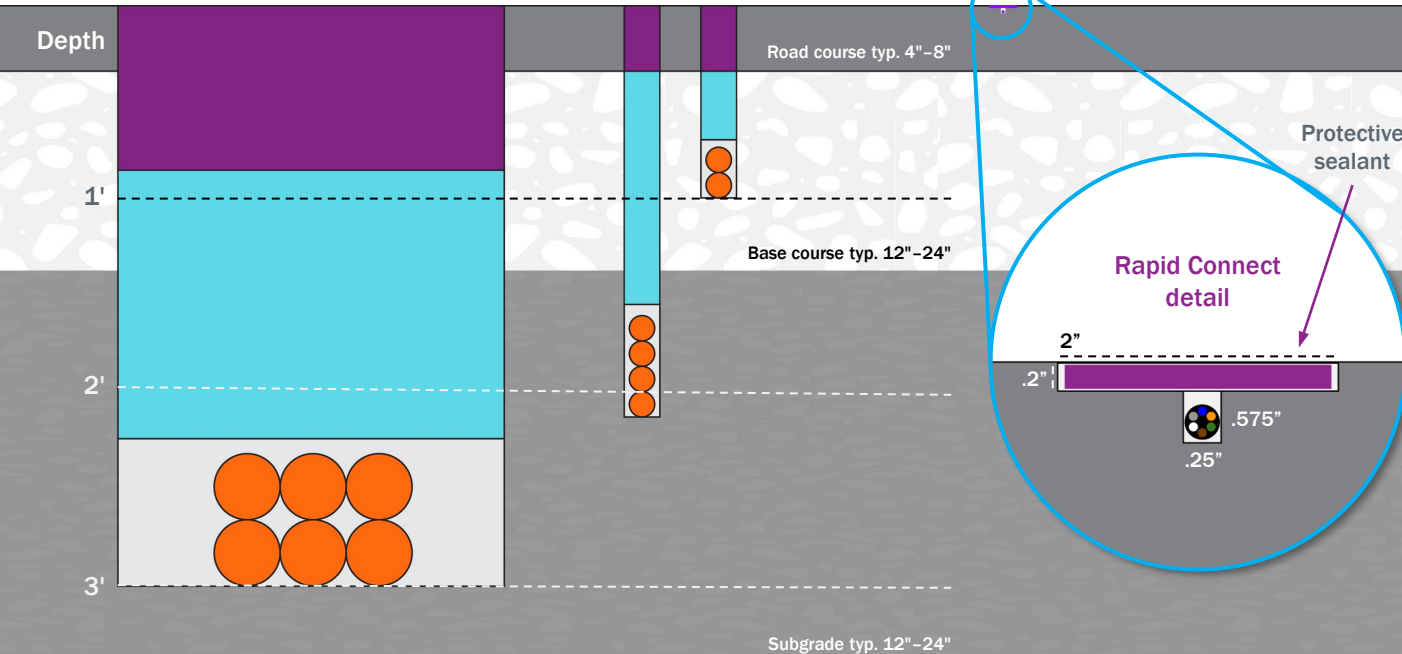 Depth
Road course typ. 4"–8"
1'
Base course typ. 12"–24"
2'
3'
Subgrade typ. 12"–24"
Protective
sealant
Rapid Connect
detail
2”
.2”
.575”
.25”